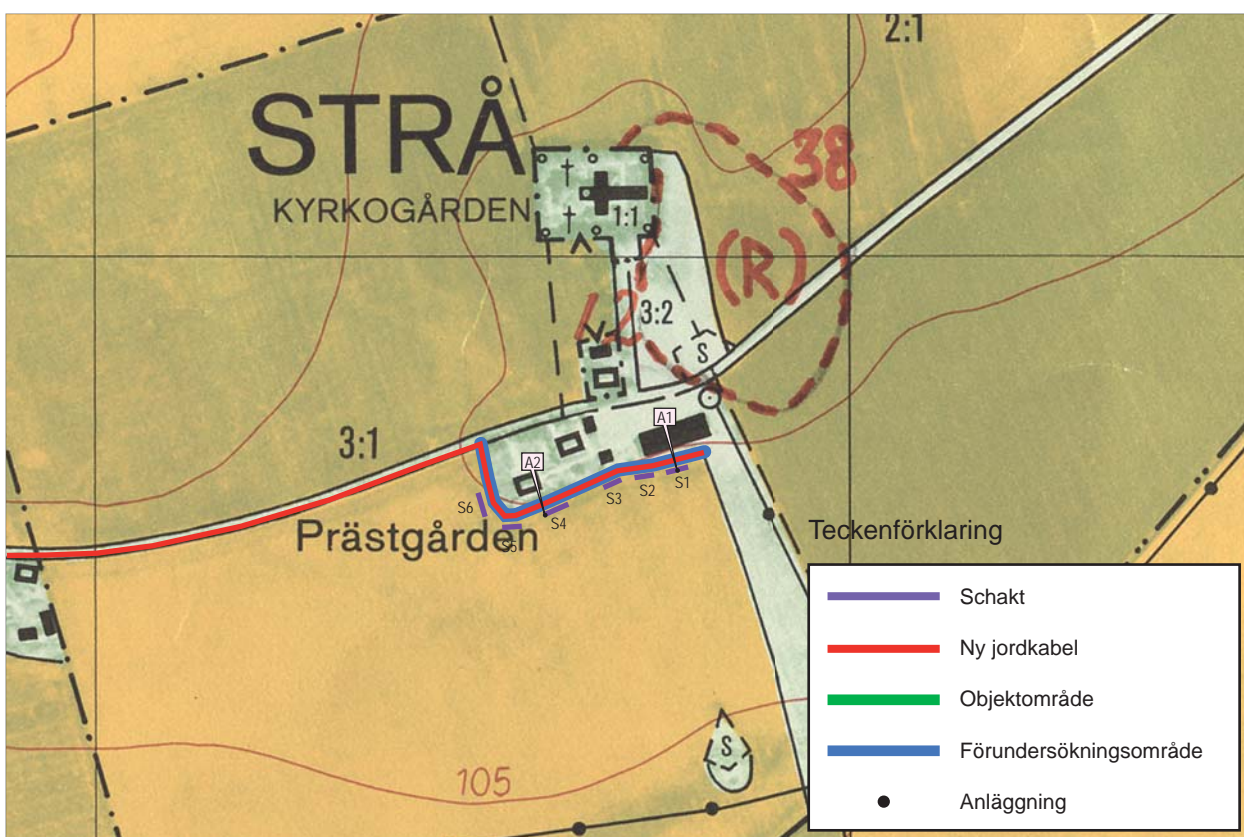 2:1
STRÅ
38
KYRKOGÅRDEN
1:1
(R)
3:2
S
A1
3:1
A2
S1
S2
S3
S4
S6
S5
Prästgården
Teckenförklaring
Schakt
Ny jordkabel
Objektområde
Förundersökningsområde
Anläggning
S
105